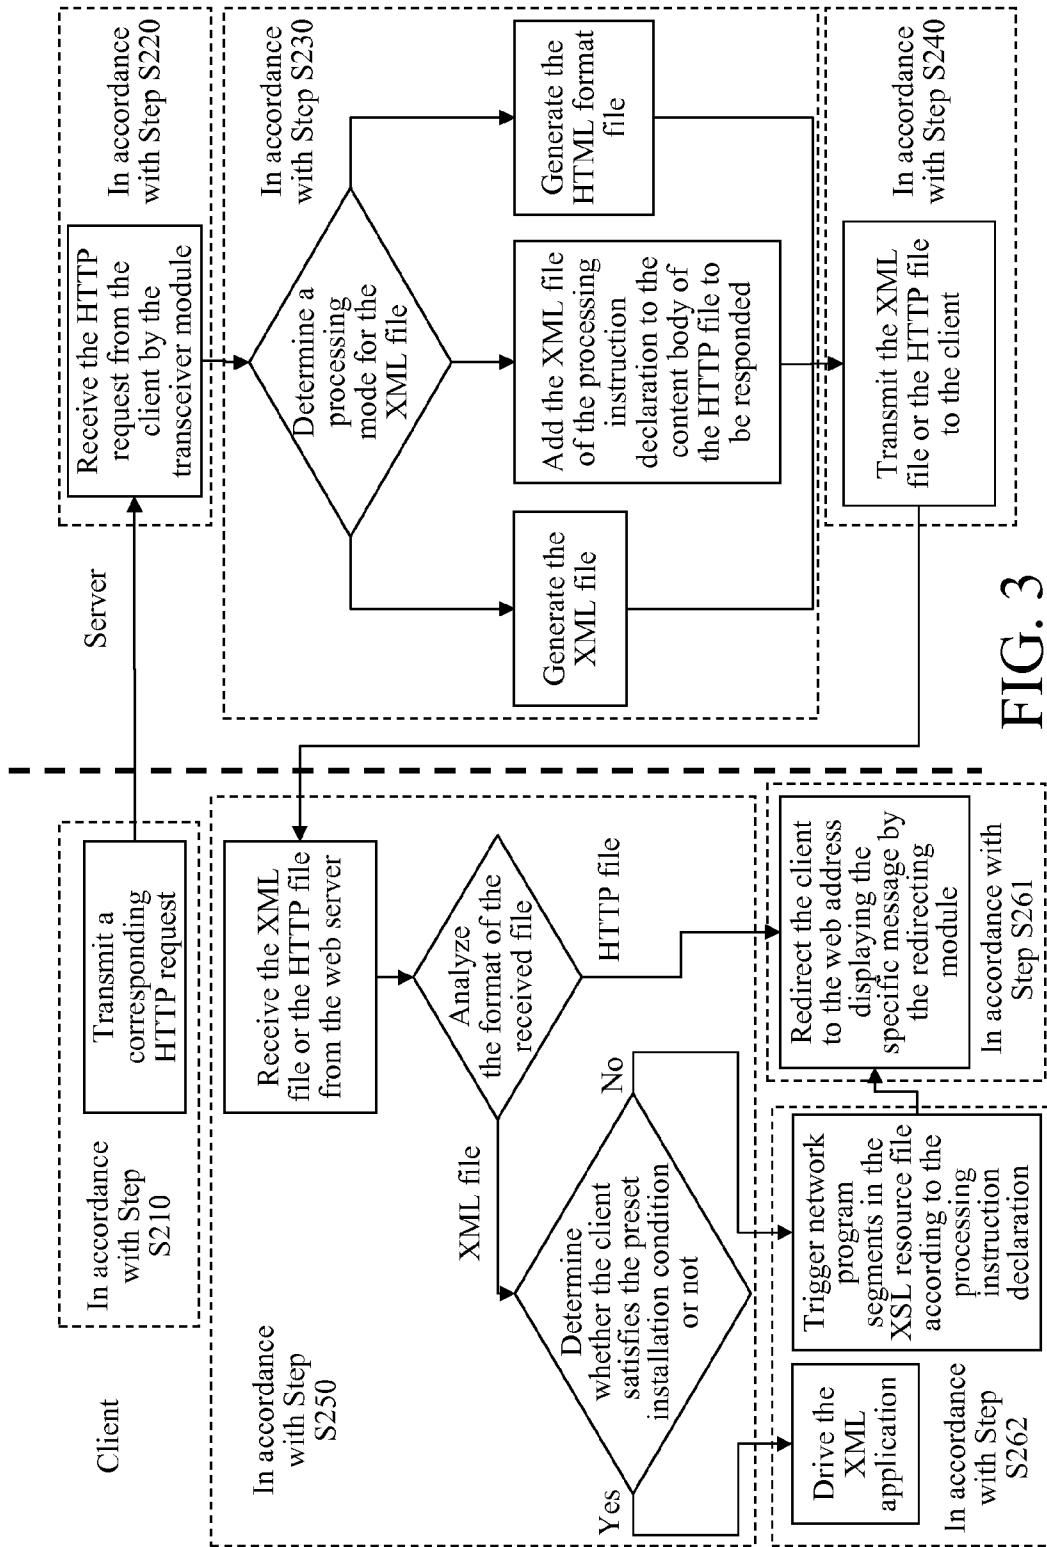 Client
Server
In accordance
with Step
S210
Transmit a
corresponding
HTTP request
Receive the HTTP
request from the
client by the
transceiver module
In accordance
with Step S220
In accordance
with Step S230
Determine a
processing
mode for the
XML file
Generate the
XML file
Add the XML file
of the processing
instruction
declaration to the
content body of
the HTTP file to
be responded
Generate the
HTML format
file
Transmit the XML
file or the HTTP file
to the client
In accordance
with Step S240
In accordance
with Step
S250
Receive the XML
file or the HTTP file
from the web server
Analyze
the format of the
received file
XML file
HTTP file
Determine
whether the client
satisfies the preset
installation condition
or not
Yes
No
Drive the
XML
application
Trigger network
program
segments in the
XSL resource file
according to the
processing
instruction
declaration
In accordance
with Step
S262
Redirect the client
to the web address
displaying the
specific message by
the redirecting
module
In accordance with
Step S261
FIG. 3